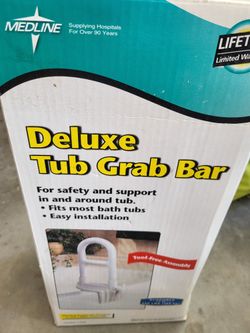 MEDLINE
Supplying Hospitals
For Over 90 Years
LIFET
Limited Wa
Deluxe
Tub Grab Bar
For safety and support
in and around tub.
• Fits most bath tubs
• Easy installation
Tool-Free-Assembly